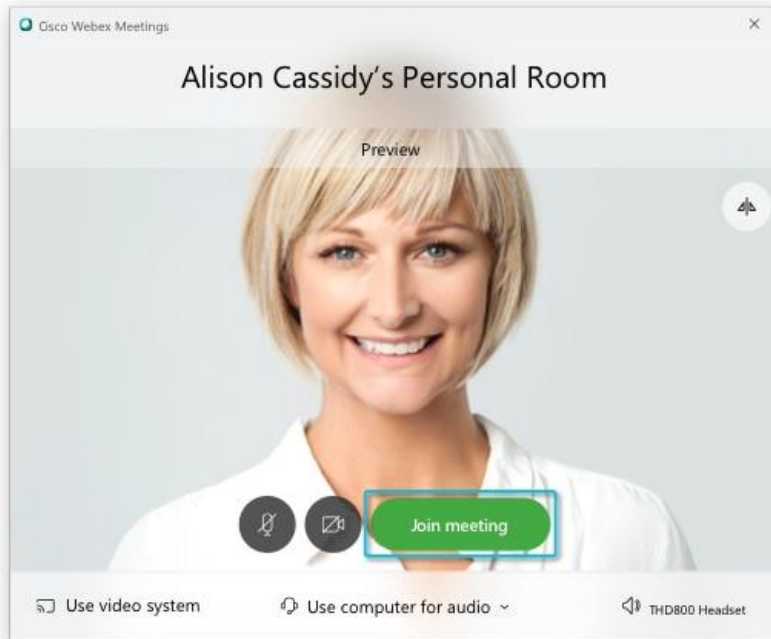 Cisco Webex Meetings
Alison Cassidy's Personal Room
Preview
Join meeting
Use video system
Use computer for audio
THD800 Headset